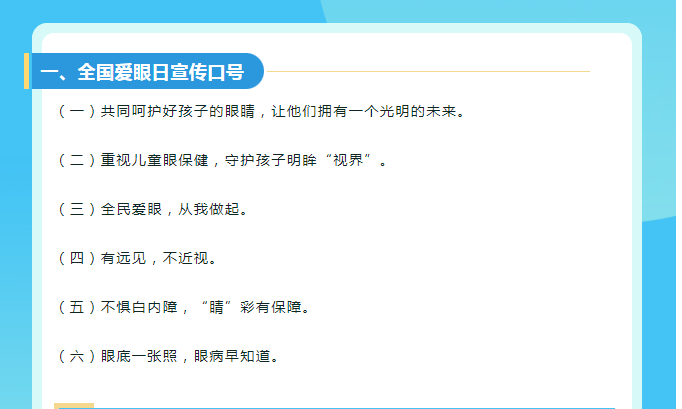 一、全国爱眼日宣传口号
（一）共同呵护好孩子的眼睛，让他们拥有一个光明的未来。
（二）重视儿童眼保健，守护孩子明眸“视界”。
（三）全民爱眼，从我做起。
（四）有远见，不近视。
（五）不惧白内障，“睛”彩有保障。
（六）眼底一张照，眼病早知道。